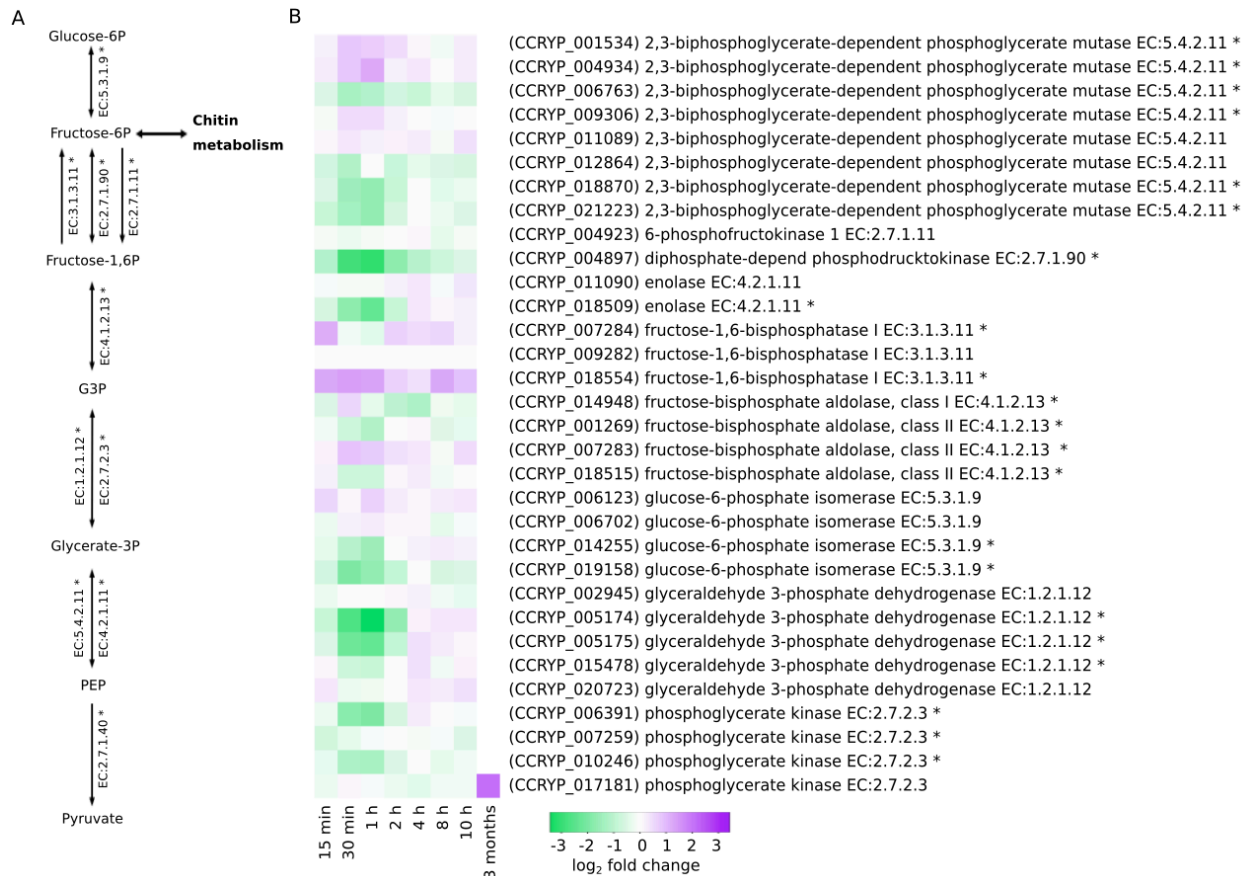 A
Glucose-6P
EC:5.3.1.9 *
Fructose-6P
Chitin
metabolism
EC:3.1.3.11 *
EC:2.7.1.90 *
EC:2.7.1.11 *
Fructose-1,6P
EC:4.1.2.13 *
G3P
EC:1.2.1.12 *
EC:2.7.2.3 *
Glycerate-3P
EC:5.4.2.11 *
EC:4.2.1.11 *
PEP
EC:2.7.1.40 *
Pyruvate
B
(CCRYP_001534) 2,3-biphosphoglycerate-dependent phosphoglycerate mutase EC:5.4.2.11 *
(CCRYP_004934) 2,3-biphosphoglycerate-dependent phosphoglycerate mutase EC:5.4.2.11 *
(CCRYP_006763) 2,3-biphosphoglycerate-dependent phosphoglycerate mutase EC:5.4.2.11 *
(CCRYP_009306) 2,3-biphosphoglycerate-dependent phosphoglycerate mutase EC:5.4.2.11 *
(CCRYP_011089) 2,3-biphosphoglycerate-dependent phosphoglycerate mutase EC:5.4.2.11
(CCRYP_012864) 2,3-biphosphoglycerate-dependent phosphoglycerate mutase EC:5.4.2.11
(CCRYP_018870) 2,3-biphosphoglycerate-dependent phosphoglycerate mutase EC:5.4.2.11 *
(CCRYP_021223) 2,3-biphosphoglycerate-dependent phosphoglycerate mutase EC:5.4.2.11 *
(CCRYP_004923) 6-phosphofructokinase 1 EC:2.7.1.11
(CCRYP_004897) diphosphate-depend phosphodrucktokinase EC:2.7.1.90 *
(CCRYP_011090) enolase EC:4.2.1.11
(CCRYP_018509) enolase EC:4.2.1.11 *
(CCRYP_007284) fructose-1,6-bisphosphatase I EC:3.1.3.11 *
(CCRYP_009282) fructose-1,6-bisphosphatase I EC:3.1.3.11
(CCRYP_018554) fructose-1,6-bisphosphatase I EC:3.1.3.11 *
(CCRYP_014948) fructose-bisphosphate aldolase, class I EC:4.1.2.13 *
(CCRYP_001269) fructose-bisphosphate aldolase, class II EC:4.1.2.13 *
(CCRYP_007283) fructose-bisphosphate aldolase, class II EC:4.1.2.13 *
(CCRYP_018515) fructose-bisphosphate aldolase, class II EC:4.1.2.13 *
(CCRYP_006123) glucose-6-phosphate isomerase EC:5.3.1.9
(CCRYP_006702) glucose-6-phosphate isomerase EC:5.3.1.9
(CCRYP_014255) glucose-6-phosphate isomerase EC:5.3.1.9 *
(CCRYP_019158) glucose-6-phosphate isomerase EC:5.3.1.9 *
(CCRYP_002945) glyceraldehyde 3-phosphate dehydrogenase EC:1.2.1.12
(CCRYP_005174) glyceraldehyde 3-phosphate dehydrogenase EC:1.2.1.12 *
(CCRYP_005175) glyceraldehyde 3-phosphate dehydrogenase EC:1.2.1.12 *
(CCRYP_015478) glyceraldehyde 3-phosphate dehydrogenase EC:1.2.1.12 *
(CCRYP_020723) glyceraldehyde 3-phosphate dehydrogenase EC:1.2.1.12
(CCRYP_006391) phosphoglycerate kinase EC:2.7.2.3 *
(CCRYP_007259) phosphoglycerate kinase EC:2.7.2.3 *
(CCRYP_010246) phosphoglycerate kinase EC:2.7.2.3 *
(CCRYP_017181) phosphoglycerate kinase EC:2.7.2.3
15 min
30 min
1 h
2 h
4 h
8 h
10 h
months
-3 -2 -1 0 1 2 3
log2 fold change